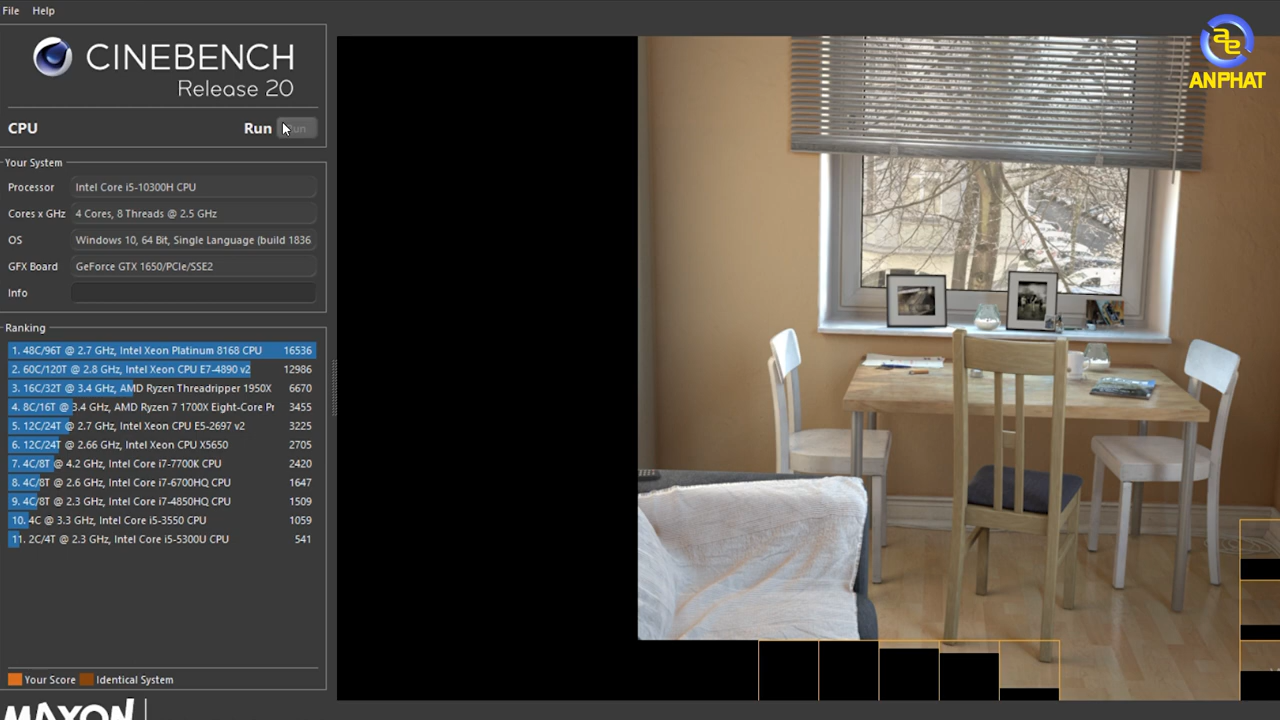 File Help
CINEBENCH
Release 20
CPU Run
Your System
Processor Intel Core i5-10300H CPU
Cores x GHz 4 Cores, 8 Threads @ 2.5 GHz
OS Windows 10, 64 Bit, Single Language (build 1836
GFX Board GeForce GTX 1650/PCIe/SSE2
Info
Ranking
1. 48C/96T @ 2.7 GHz, Intel Xeon Platinum 8168 CPU 16536
2. 60C/120T @ 2.8 GHz, Intel Xeon CPU E7-4890 v2 12986
3. 16C/32T @ 3.4 GHz, AMD Ryzen Threadripper 1950X 6670
4. 8C/16T @ 3.4 GHz, AMD Ryzen 7 1700X Eight-Core Pr 3455
5. 12C/24T @ 2.7 GHz, Intel Xeon CPU E5-2697 v2 3225
6. 12C/24T @ 2.66 GHz, Intel Xeon CPU X5650 2705
7. 4C/8T @ 4.2 GHz, Intel Core i7-7700K CPU 2420
8. 4C/8T @ 2.6 GHz, Intel Core i7-6700HQ CPU 1647
9. 4C/8T @ 2.3 GHz, Intel Core i7-4850HQ CPU 1509
10. 4C @ 3.3 GHz, Intel Core i5-3550 CPU 1059
11. 2C/4T @ 2.3 GHz, Intel Core i5-5300U CPU 541
Your Score Identical System
MAXON
ae
ANPHAT